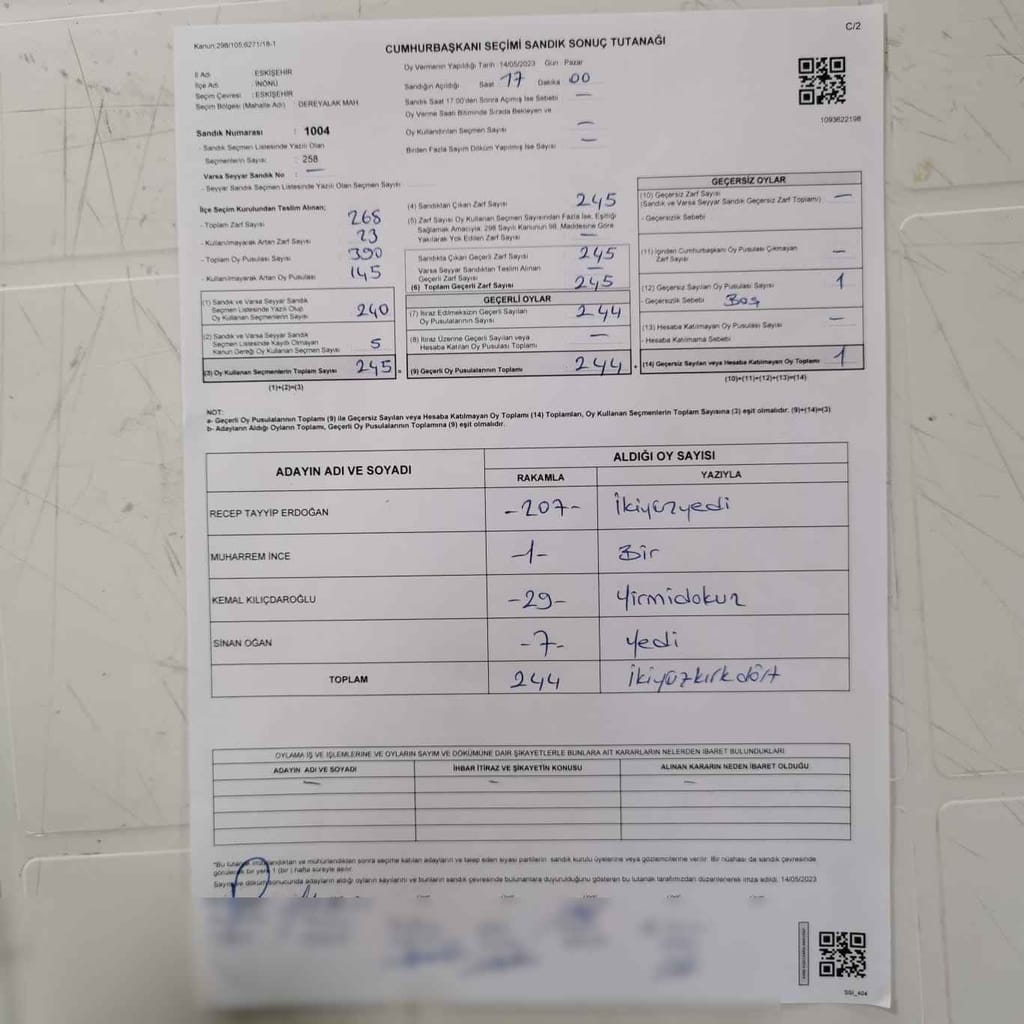 C/2
Kanun:298/105;6271/18-1
CUMHURBAŞKANI SEÇİMİ SANDIK SONUÇ TUTANAĞI
İl Adı : ESKİŞEHİR
İlçe Adı : İNÖNÜ
Seçim Çevresi : ESKİŞEHİR
Seçim Bölgesi (Mahalle Adı) : DEREYALAK MAH.
Sandık Numarası : 1004
- Sandık Seçmen Listesinde Yazılı Olan
Seçmenlerin Sayısı : 258
Varsa Seyyar Sandık No : —
- Seyyar Sandık Seçmen Listesinde Yazılı Olan Seçmen Sayısı
Oy Vermenin Yapıldığı Tarih : 14/05/2023 Gün : Pazar
Sandığın Açıldığı Saat 17 Dakika 00
Sandık Saat 17:00'den Sonra Açımış İse Sebebi —
Oy Verme Saati Bitiminde Sırada Bekleyen ve
Oy Kullandırılan Seçmen Sayısı —
Birden Fazla Sayım Döküm Yapılmış İse Sayısı —
1093622198
İlçe Seçim Kurulundan Teslim Alınan;
- Toplam Zarf Sayısı 268
- Kullanılmayarak Artan Zarf Sayısı 23
- Toplam Oy Pusulası Sayısı 390
- Kullanılmayarak Artan Oy Pusulası 145
(1) Sandık ve Varsa Seyyar Sandık
Seçmen Listesinde Yazılı Olup
Oy Kullanan Seçmenlerin Sayısı 240
(2) Sandık ve Varsa Seyyar Sandık
Seçmen Listesinde Kayıtlı Olmayan
Kanun Gereği Oy Kullanan Seçmen Sayısı 5
(3) Oy Kullanan Seçmenlerin Toplam Sayısı 245 =
(1)+(2)=(3)
(4) Sandıktan Çıkan Zarf Sayısı 245
(5) Zarf Sayısı Oy Kullanan Seçmen Sayısından Fazla İse, Eşitliği
Sağlamak Amacıyla, 298 Sayılı Kanunun 98. Maddesine Göre
Yakılarak Yok Edilen Zarf Sayısı —
Sandıkta Çıkan Geçerli Zarf Sayısı 245
Varsa Seyyar Sandıktan Teslim Alınan
Geçerli Zarf Sayısı —
(6) Toplam Geçerli Zarf Sayısı 245
GEÇERLİ OYLAR
(7) İtiraz Edilmeksizin Geçerli Sayılan
Oy Pusulalarının Sayısı 244
(8) İtiraz Üzerine Geçerli Sayılan veya
Hesaba Katılan Oy Pusulası Toplamı —
(9) Geçerli Oy Pusulalarının Toplamı 244 +
GEÇERSİZ OYLAR
(10) Geçersiz Zarf Sayısı —
(Sandık ve Varsa Seyyar Sandık Geçersiz Zarf Toplamı)
- Geçersizlik Sebebi
(11) İçinden Cumhurbaşkanı Oy Pusulası Çıkmayan
Zarf Sayısı —
(12) Geçersiz Sayılan Oy Pusulası Sayısı 1
- Geçersizlik Sebebi Boş
(13) Hesaba Katılmayan Oy Pusulası Sayısı —
- Hesaba Katılmama Sebebi
(14) Geçersiz Sayılan veya Hesaba Katılmayan Oy Toplamı 1
(10)+(11)+(12)+(13)=(14)
NOT:
a- Geçerli Oy Pusulalarının Toplamı (9) ile Geçersiz Sayılan veya Hesaba Katılmayan Oy Toplamı (14) Toplamları, Oy Kullanan Seçmenlerin Toplam Sayısına (3) eşit olmalıdır. (9)+(14)=(3)
b- Adayların Aldığı Oyların Toplamı, Geçerli Oy Pusulalarının Toplamına (9) eşit olmalıdır.
ADAYIN ADI VE SOYADI ALDIĞI OY SAYISI
RAKAMLA YAZIYLA
RECEP TAYYİP ERDOĞAN -207- İkiyüzyedi
MUHARREM İNCE -1- Bir
KEMAL KILIÇDAROĞLU -29- Yirmidokuz
SİNAN OĞAN -7- Yedi
TOPLAM 244 İkiyüzkırkdört
OYLAMA İŞ VE İŞLEMLERİNE VE OYLARIN SAYIM VE DÖKÜMÜNE DAİR ŞİKAYETLERLE BUNLARA AİT KARARLARIN NELERDEN İBARET BULUNDUKLARI
ADAYIN ADI VE SOYADI İHBAR İTİRAZ VE ŞİKAYETİN KONUSU ALINAN KARARIN NEDEN İBARET OLDUĞU
— — —
"Bu tutanak imzalandıktan ve mühürlendikten sonra seçime katılan adayların ve talep eden siyasi partilerin sandık kurulu üyelerine veya gözlemcilerine verilir. Bir nüshası da sandık çevresinde
görülecek bir yere 1 (bir) hafta süreyle asılır.
Sayım ve döküm sonucunda adayların aldığı oyların sayılarını ve bunların sandık çevresinde bulunanlara duyurulduğunu gösteren bu tutanak tarafımızdan düzenlenerek imza edildi. 14/05/2023
SSI_404